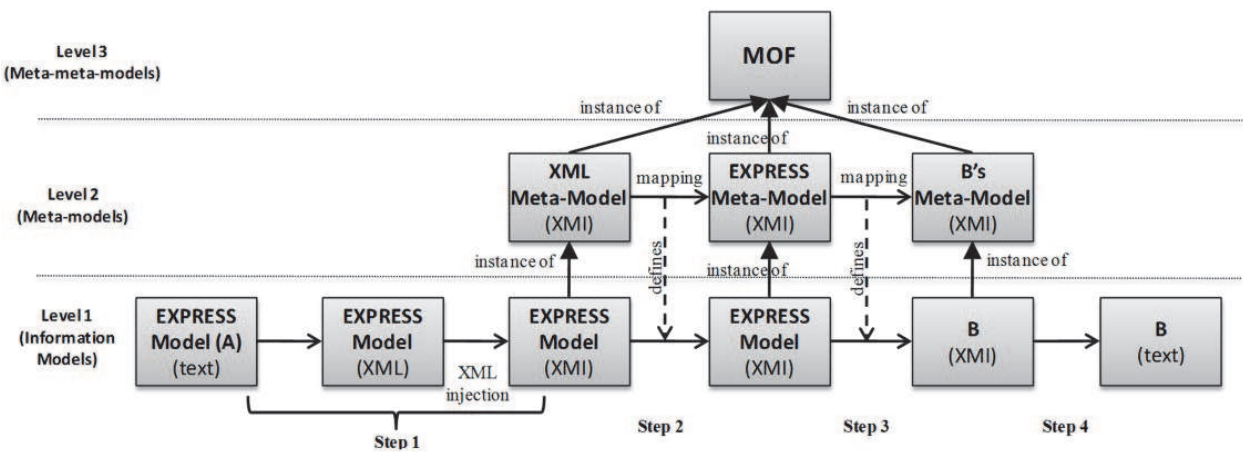 Level 3
(Meta-meta-models)
MOF
instance of
instance of
instance of
Level 2
(Meta-models)
XML
Meta-Model
(XMI)
mapping
EXPRESS
Meta-Model
(XMI)
mapping
B's
Meta-Model
(XMI)
instance of
defines
instance of
defines
instance of
Level 1
(Information
Models)
EXPRESS
Model (A)
(text)
EXPRESS
Model
(XML)
XML
injection
EXPRESS
Model
(XMI)
EXPRESS
Model
(XMI)
B
(XMI)
B
(text)
Step 1
Step 2
Step 3
Step 4